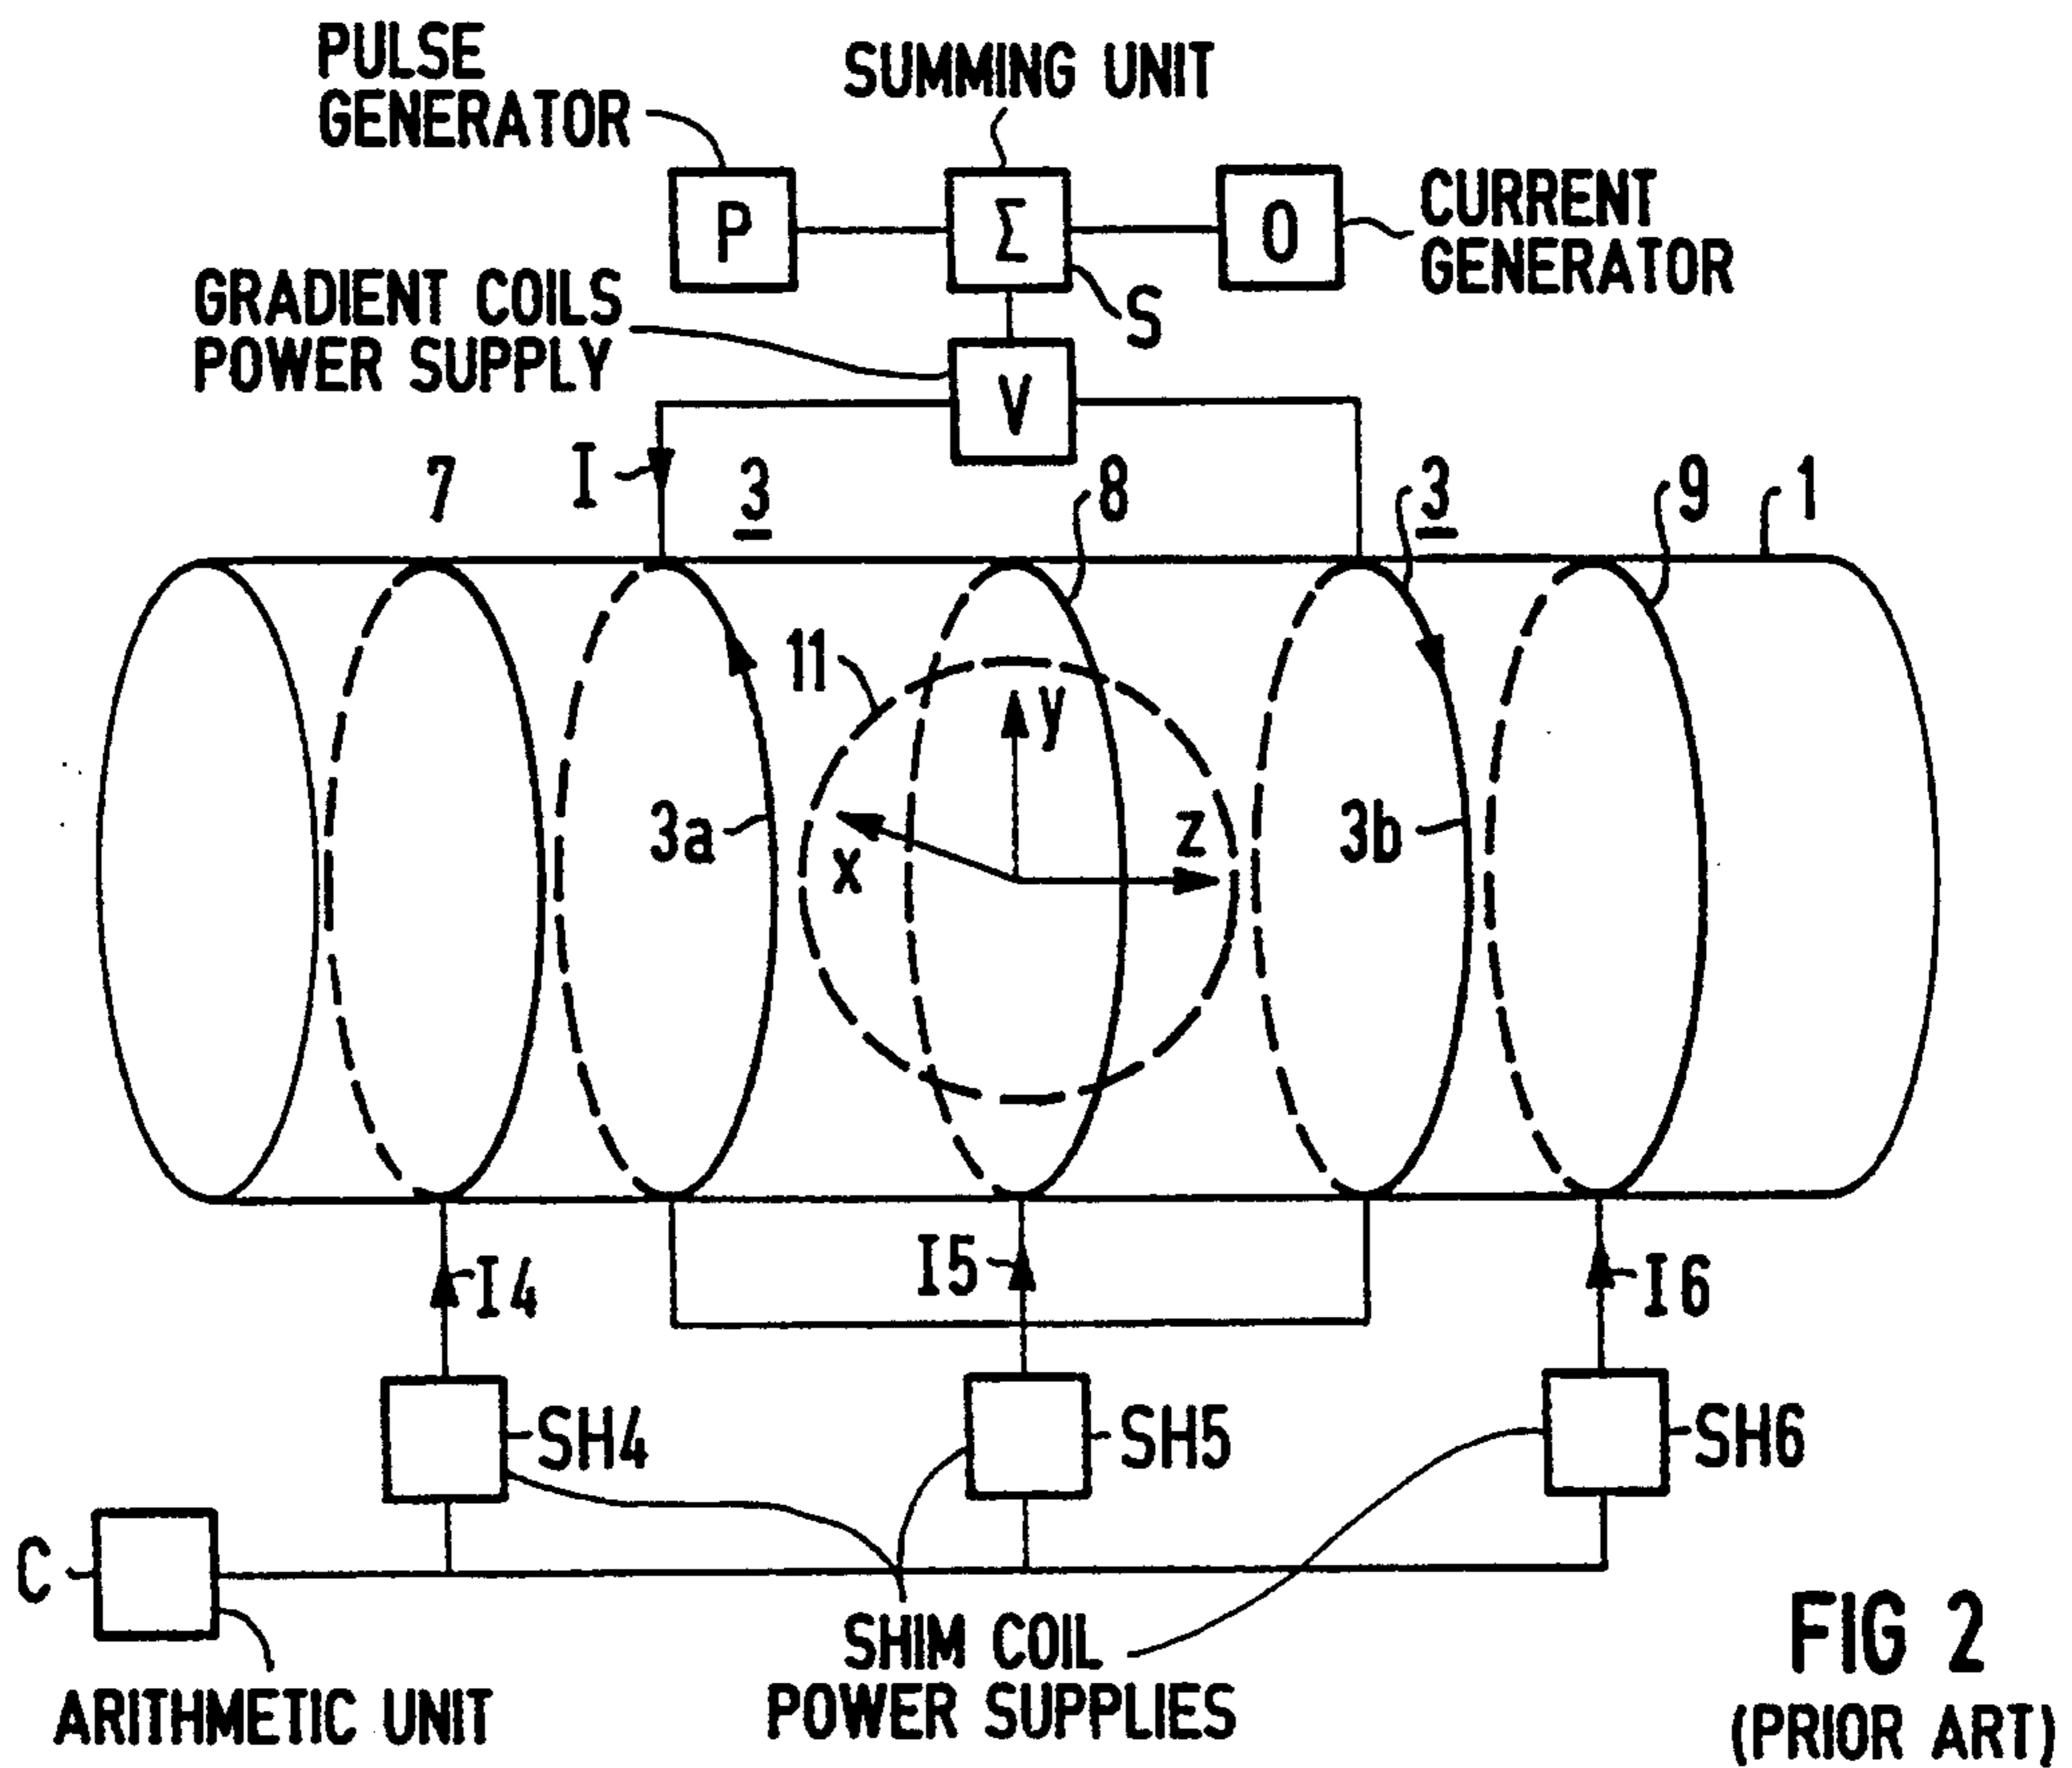 PULSE
GENERATOR
SUMMING UNIT
P
Σ
O
CURRENT
GENERATOR
GRADIENT COILS
POWER SUPPLY
S
V
7
I
3
8
3
9
1
11
y
3a
x
z
3b
I4
I5
I6
SH4
SH5
SH6
C
SHIM COIL
POWER SUPPLIES
ARITHMETIC UNIT
FIG 2
(PRIOR ART)